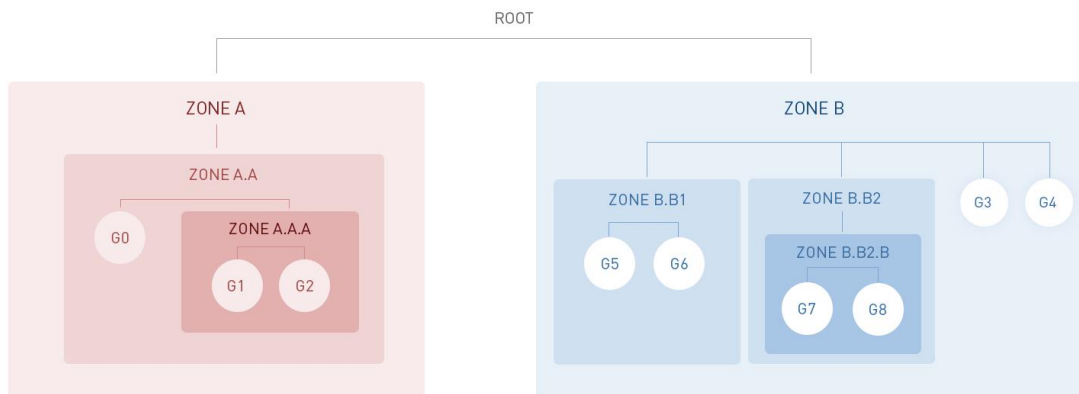 ROOT
ZONE A
ZONE B
ZONE A.A
G0
ZONE A.A.A
G1 G2
ZONE B.B1
G5 G6
ZONE B.B2
ZONE B.B2.B
G7 G8
G3 G4